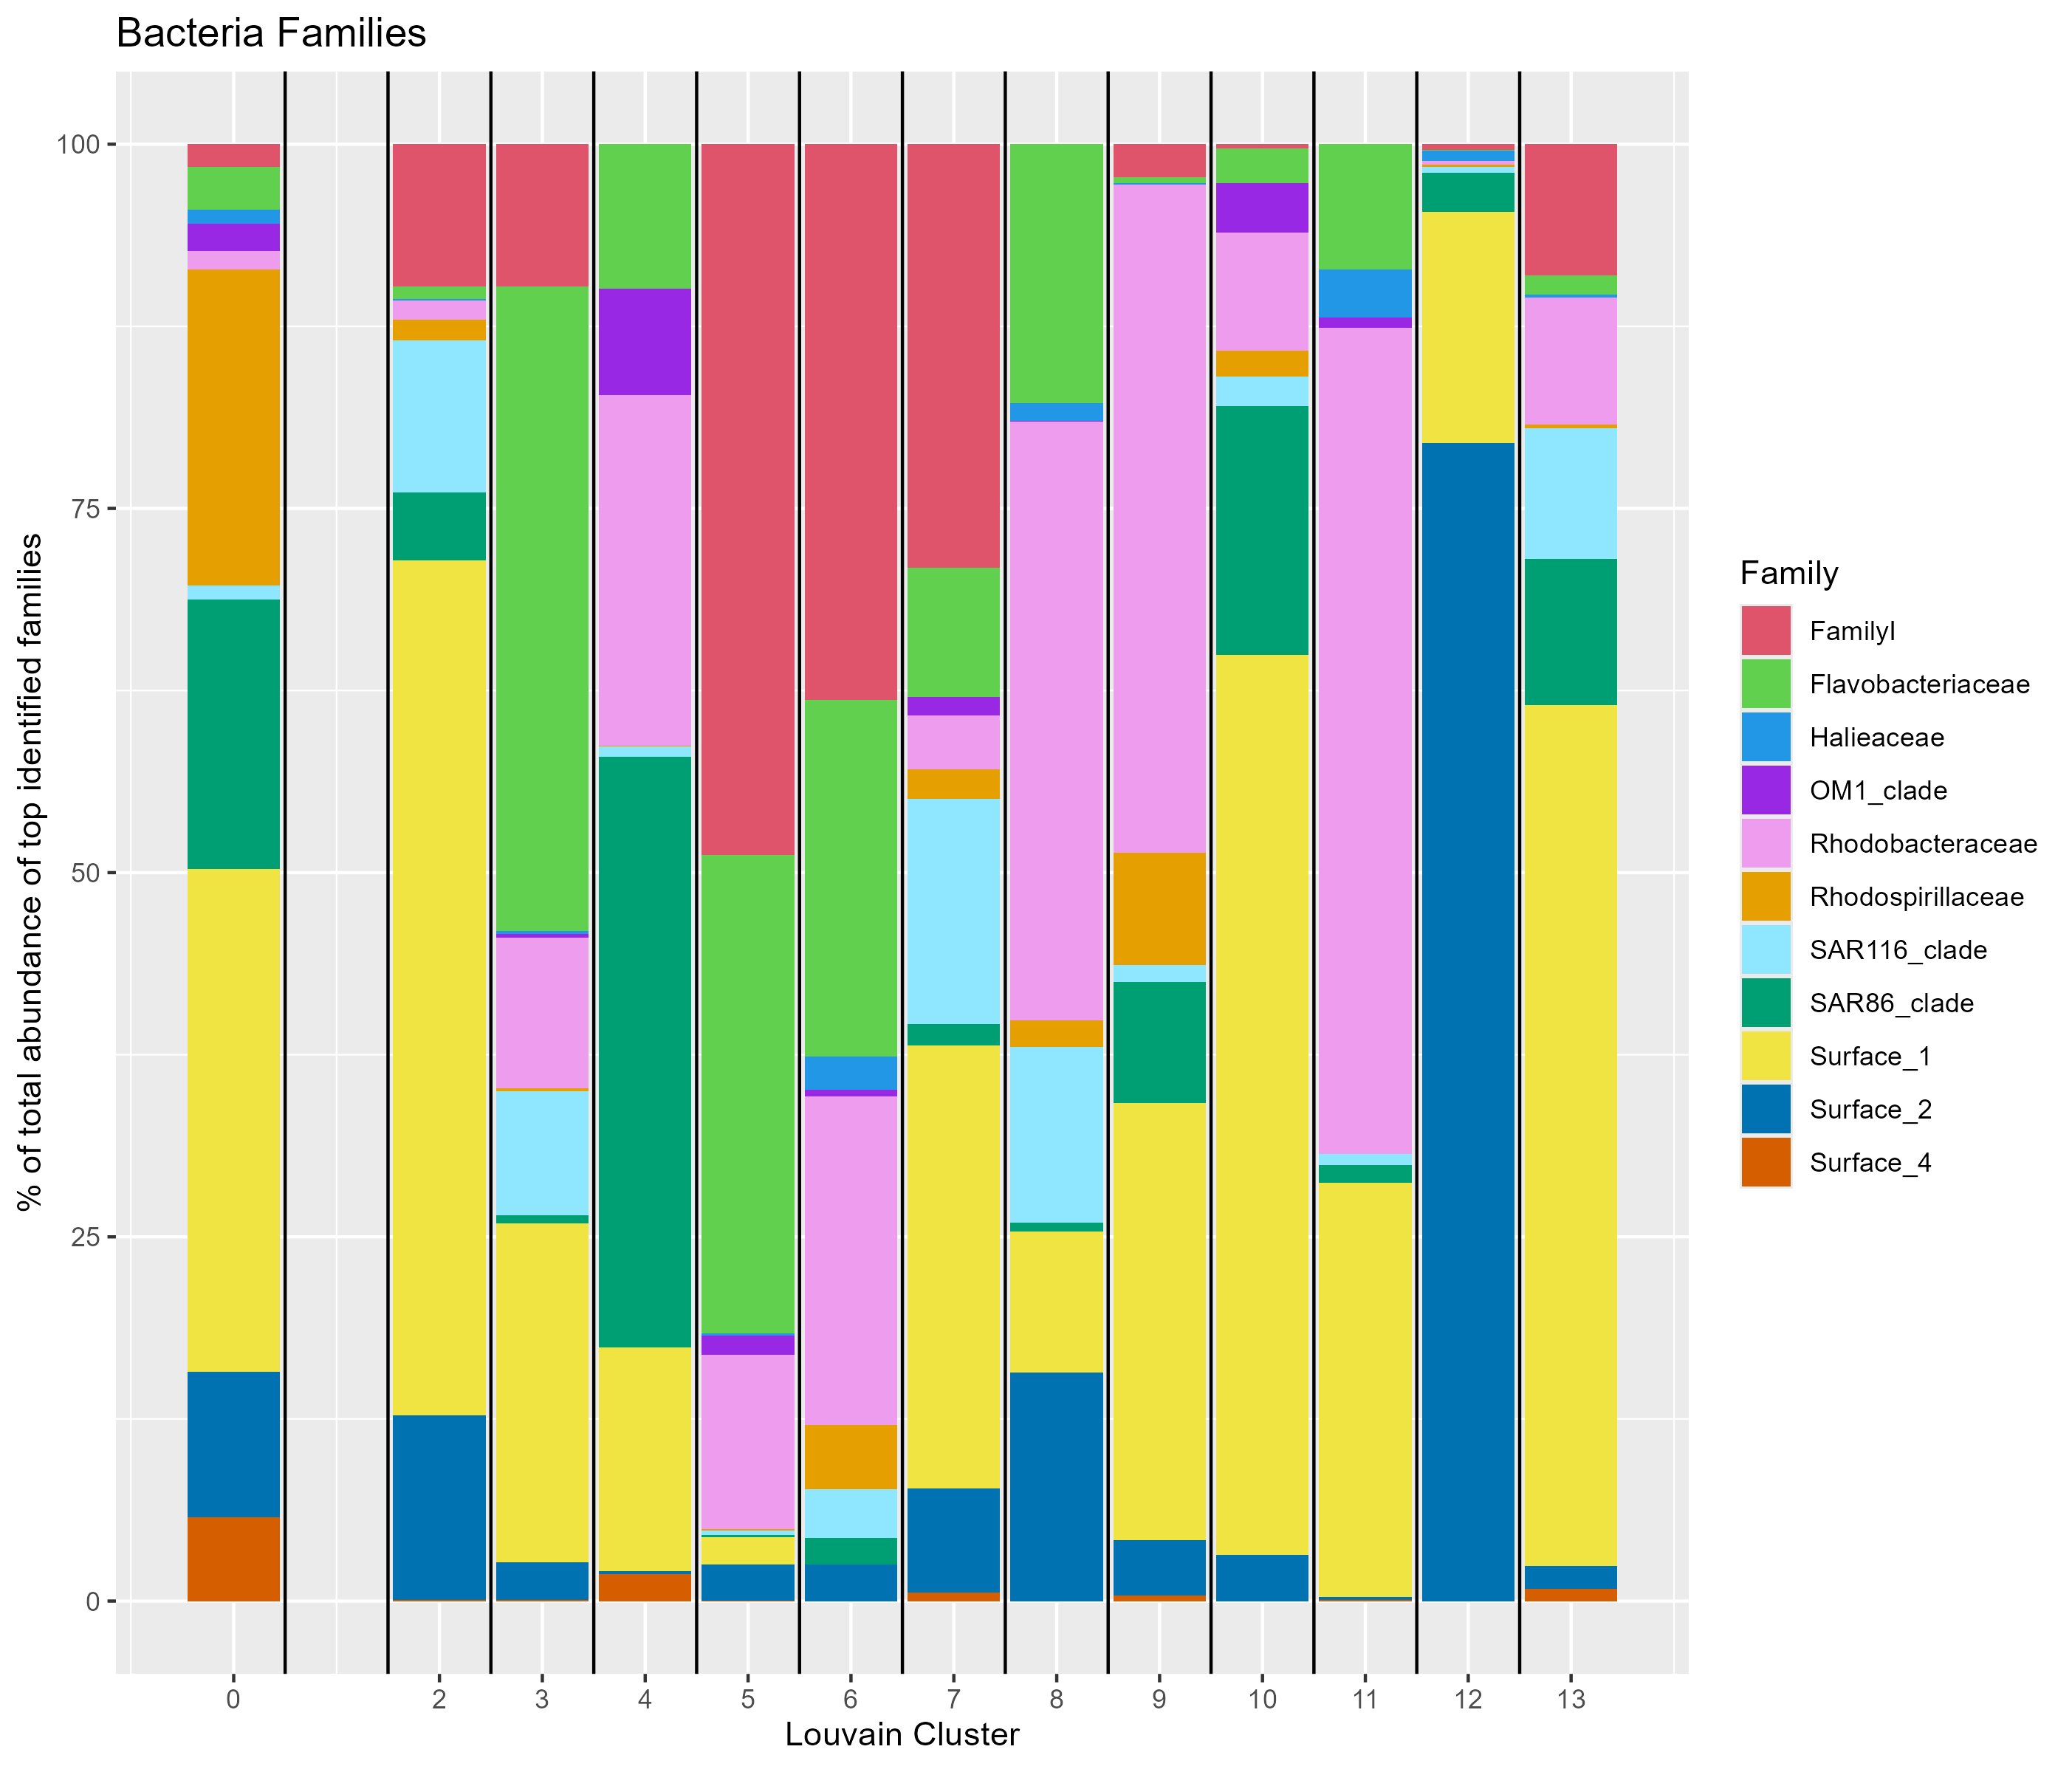 Bacteria Families
% of total abundance of top identified families
100
75
50
25
0
0 2 3 4 5 6 7 8 9 10 11 12 13
Louvain Cluster
Family
FamilyI
Flavobacteriaceae
Halieaceae
OM1_clade
Rhodobacteraceae
Rhodospirillaceae
SAR116_clade
SAR86_clade
Surface_1
Surface_2
Surface_4